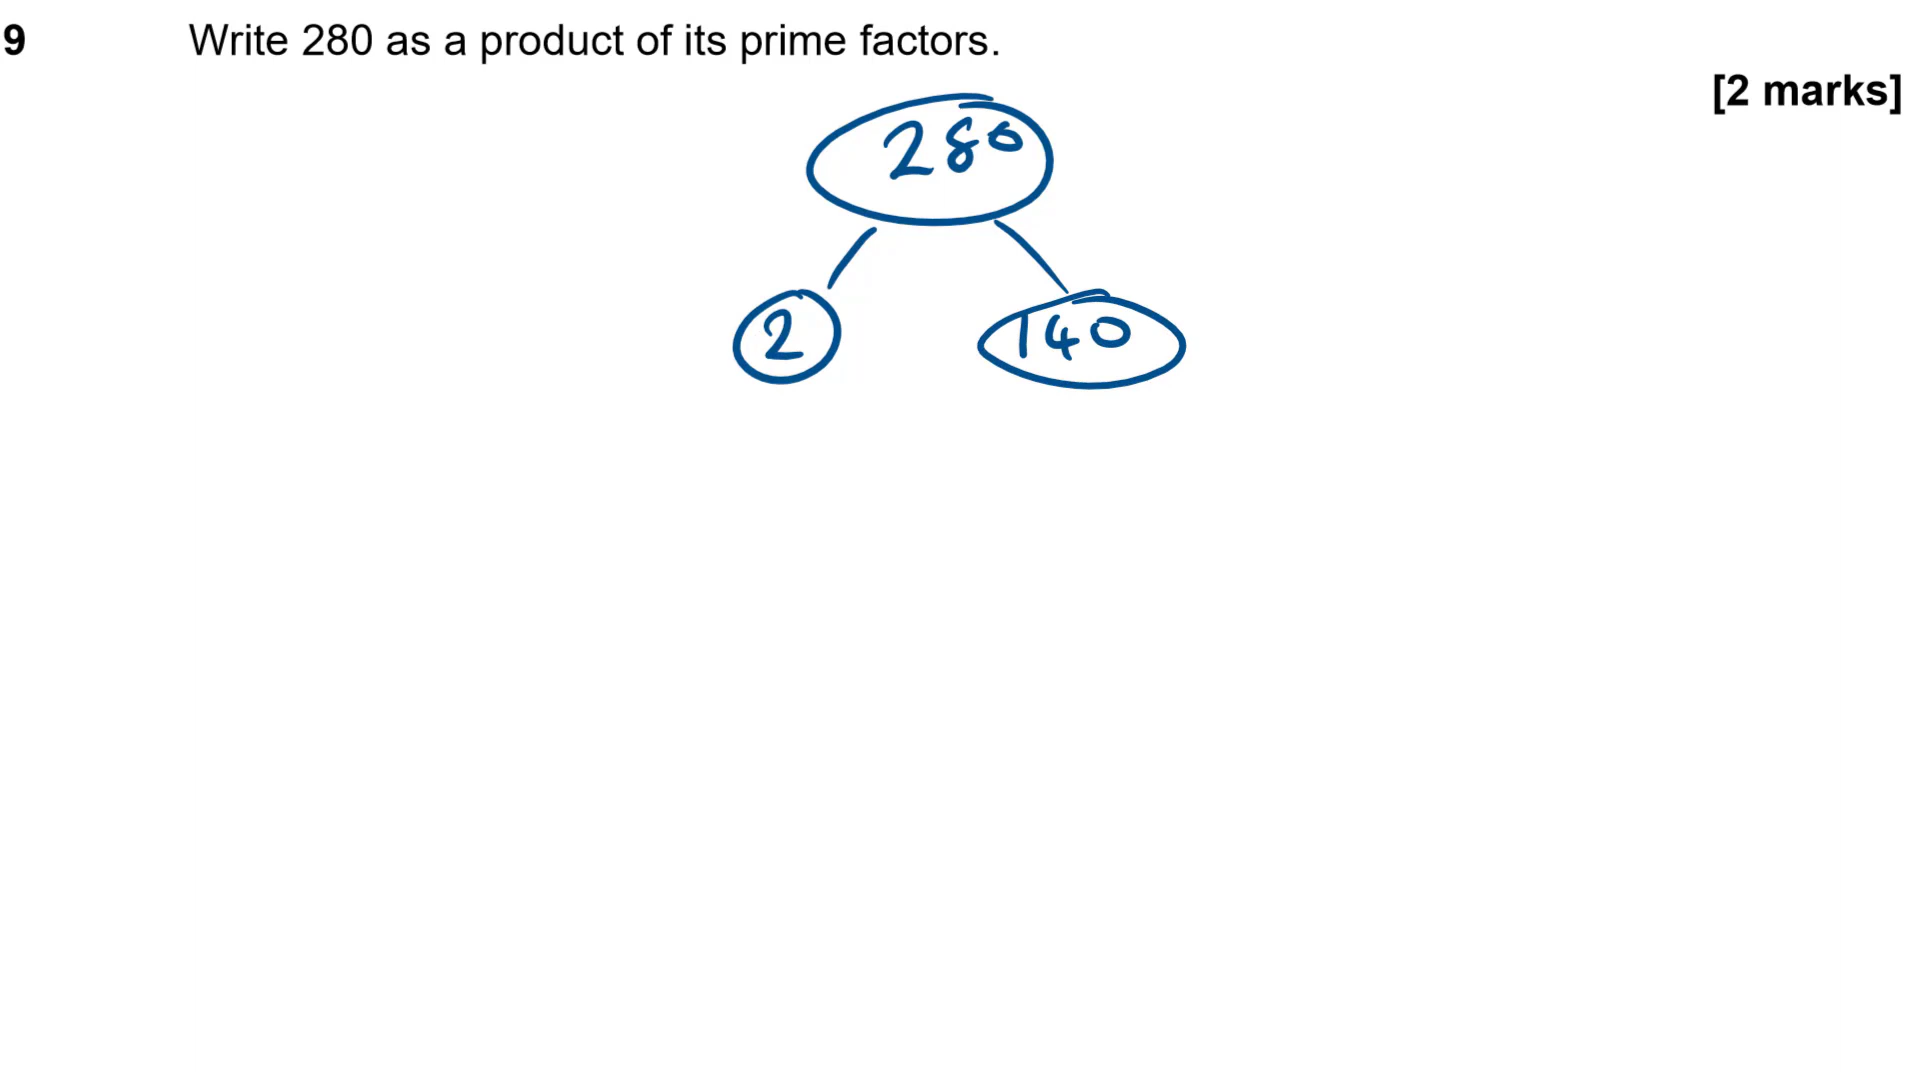 9 Write 280 as a product of its prime factors.
[2 marks]
280
2 140